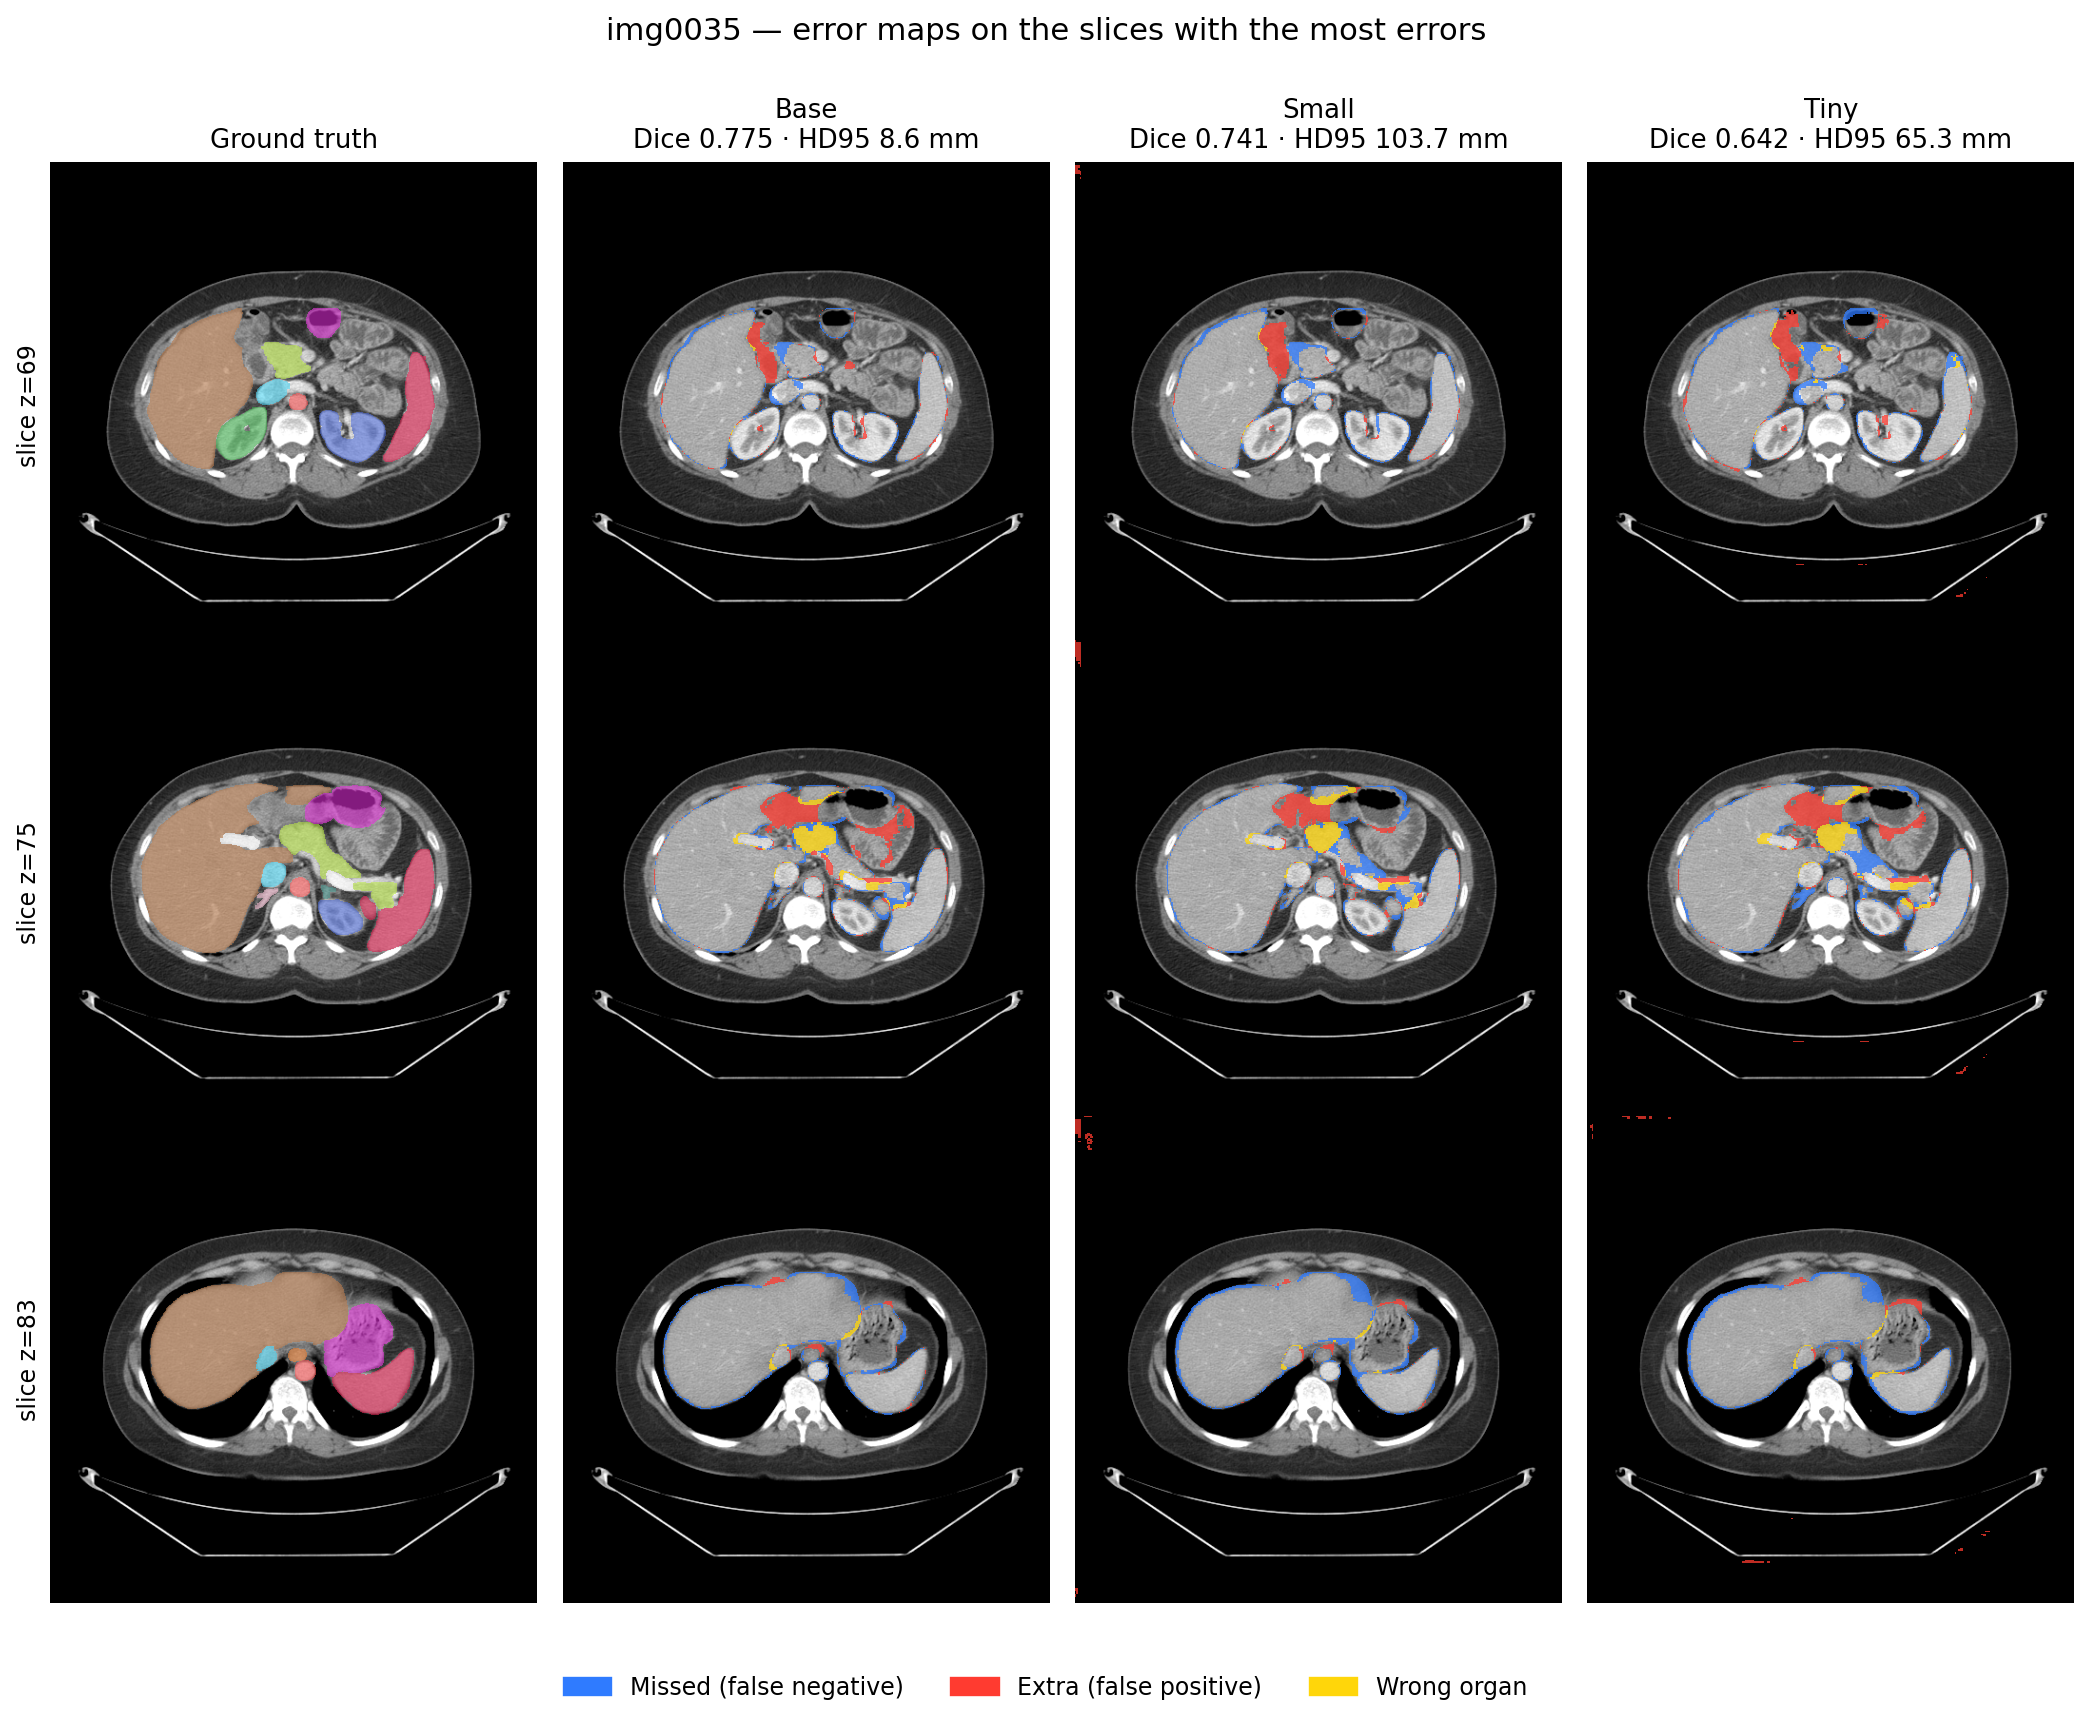 img0035 — error maps on the slices with the most errors
Ground truth
Base
Dice 0.775 · HD95 8.6 mm
Small
Dice 0.741 · HD95 103.7 mm
Tiny
Dice 0.642 · HD95 65.3 mm
slice z=69
slice z=75
slice z=83
Missed (false negative)
Extra (false positive)
Wrong organ